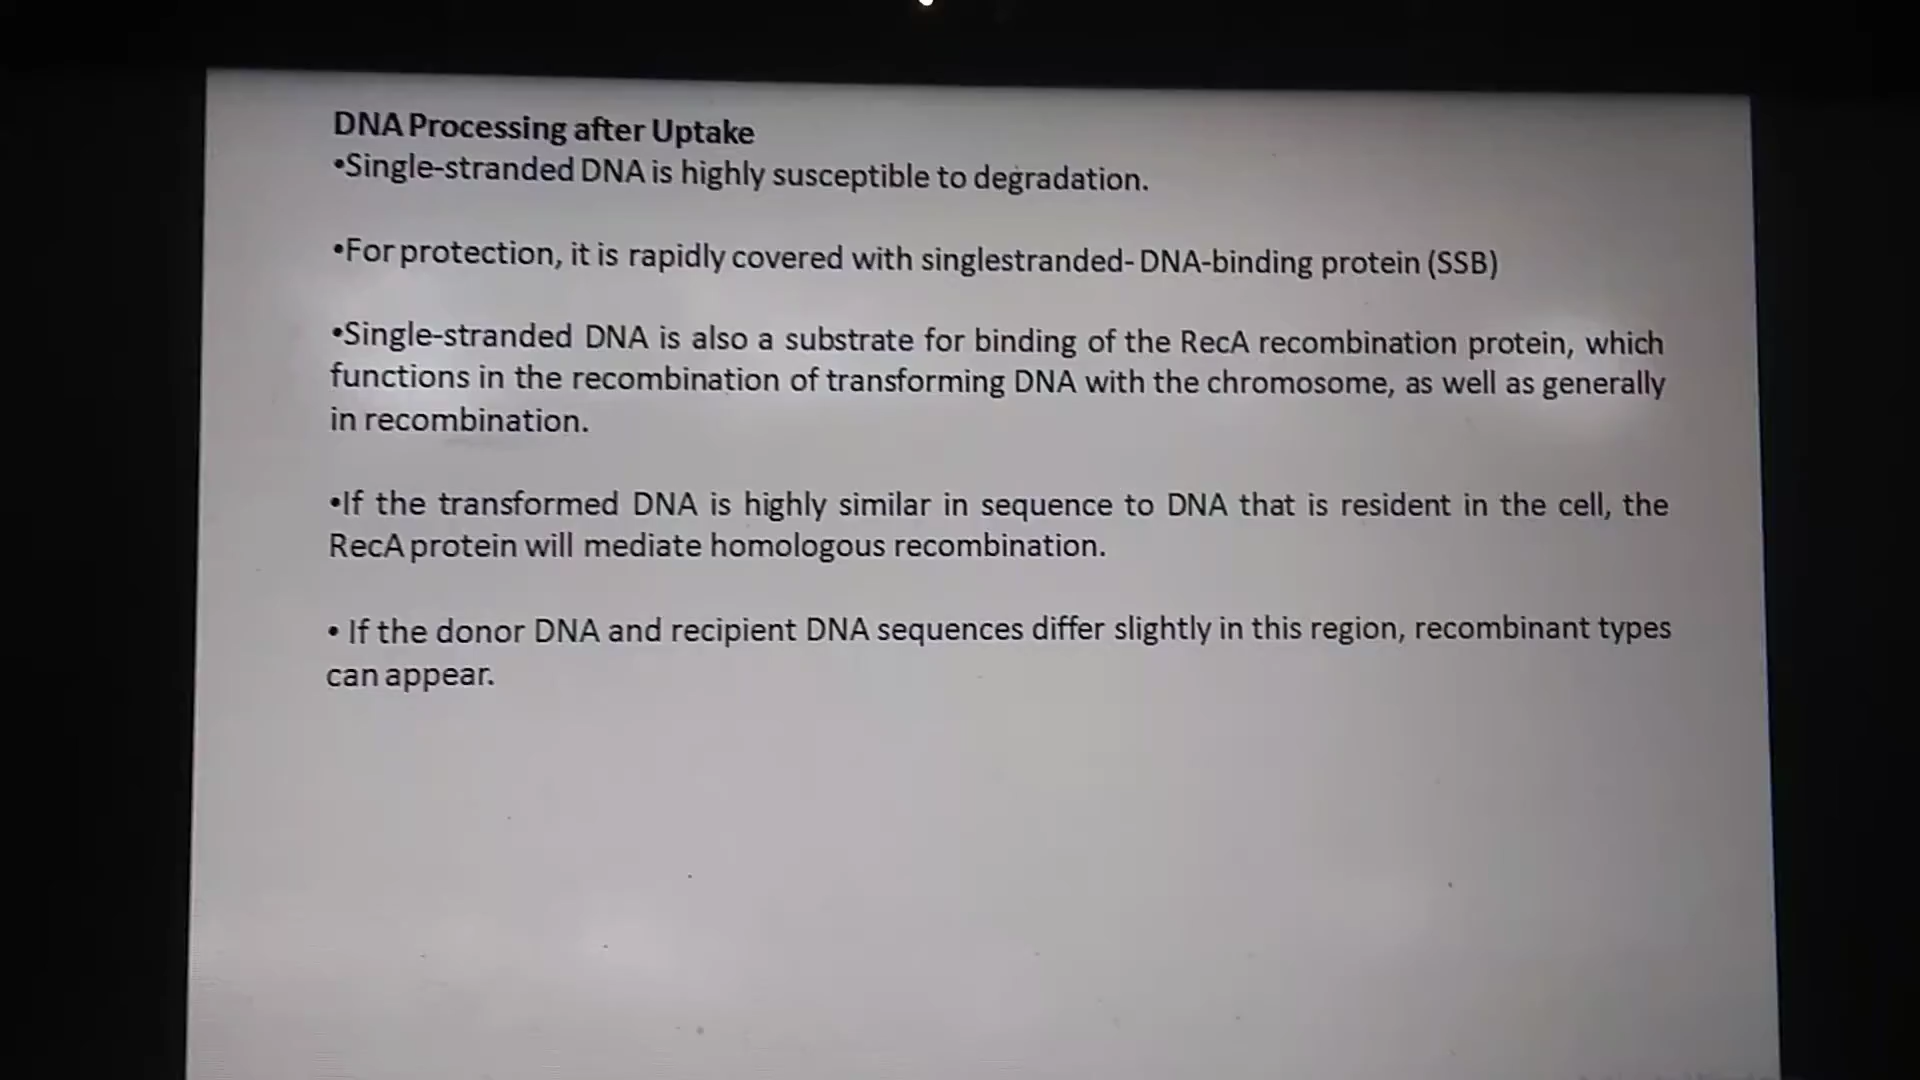 DNA Processing after Uptake
•Single-stranded DNA is highly susceptible to degradation.
•For protection, it is rapidly covered with singlestranded- DNA-binding protein (SSB)
•Single-stranded DNA is also a substrate for binding of the RecA recombination protein, which
functions in the recombination of transforming DNA with the chromosome, as well as generally
in recombination.
•If the transformed DNA is highly similar in sequence to DNA that is resident in the cell, the
RecA protein will mediate homologous recombination.
• If the donor DNA and recipient DNA sequences differ slightly in this region, recombinant types
can appear.